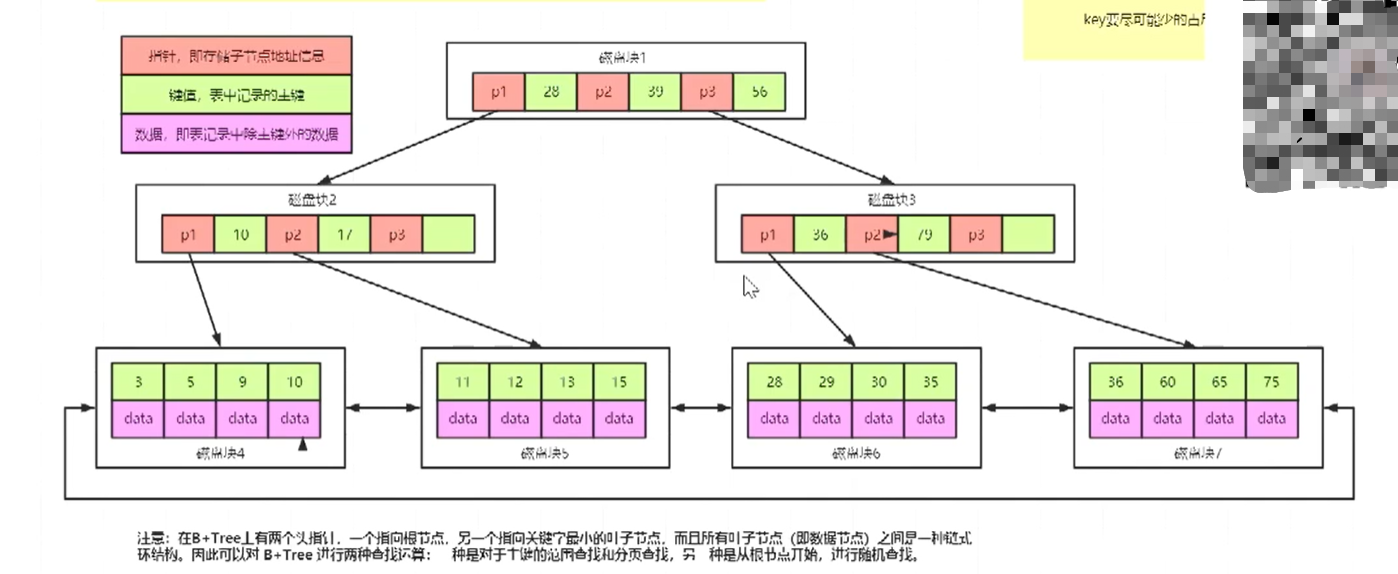 key要尽可能少的占
指针，即存储子节点地址信息
键值，表中记录的主键
数据，即表记录中除主键外的数据
磁盘块1
p1 28 p2 39 p3 56
磁盘块2
p1 10 p2 17 p3
磁盘块3
p1 36 p2 79 p3
3 5 9 10
data data data data
磁盘块4
11 12 13 15
data data data data
磁盘块5
28 29 30 35
data data data data
磁盘块6
36 60 65 75
data data data data
磁盘块7
注意：在B+Tree上有两个头指针，一个指向根节点，另一个指向关键字最小的叶子节点，而且所有叶子节点（即数据节点）之间是一种链式
环结构。因此可以对 B+Tree 进行两种查找运算：一种是对于主键的范围查找和分页查找，另一种是从根节点开始，进行随机查找。